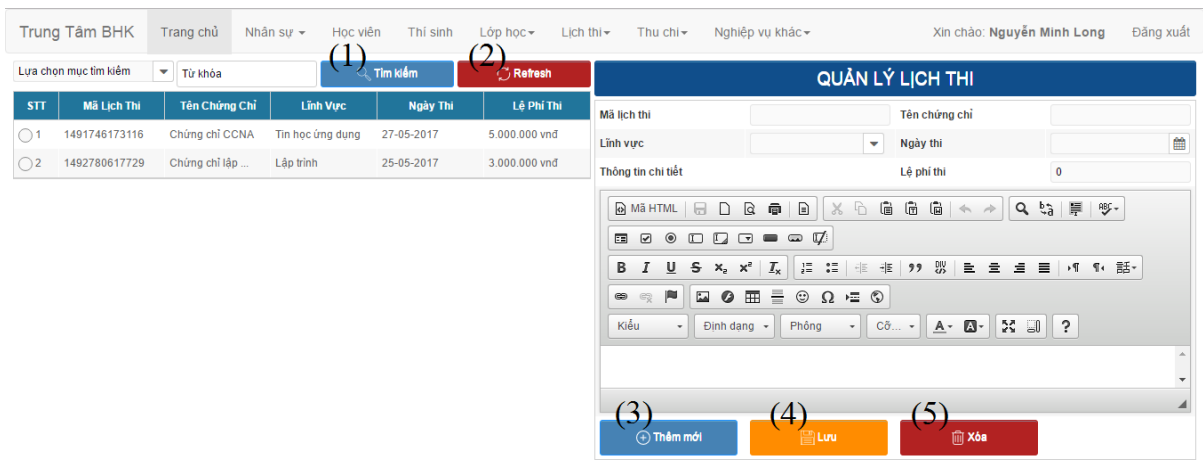 Trung Tâm BHK Trang chủ Nhân sự Học viên Thí sinh Lớp học Lịch thi Thu chi Nghiệp vụ khác Xin chào: Nguyễn Minh Long Đăng xuất
(1) (2)
Lựa chọn mục tìm kiếm Từ khóa Tìm kiếm Refresh
QUẢN LÝ LỊCH THI
STT Mã Lịch Thi Tên Chứng Chỉ Lĩnh Vực Ngày Thi Lệ Phí Thi
1 1491746173116 Chứng chỉ CCNA Tin học ứng dụng 27-05-2017 5.000.000 vnđ
2 1492780617729 Chứng chỉ lập ... Lập trình 25-05-2017 3.000.000 vnđ
Mã lịch thi Tên chứng chỉ
Lĩnh vực Ngày thi
Thông tin chi tiết Lệ phí thi 0
Mã HTML
Kiểu Định dạng Phông Cỡ... A A ?
(3) (4) (5)
Thêm mới Lưu Xóa